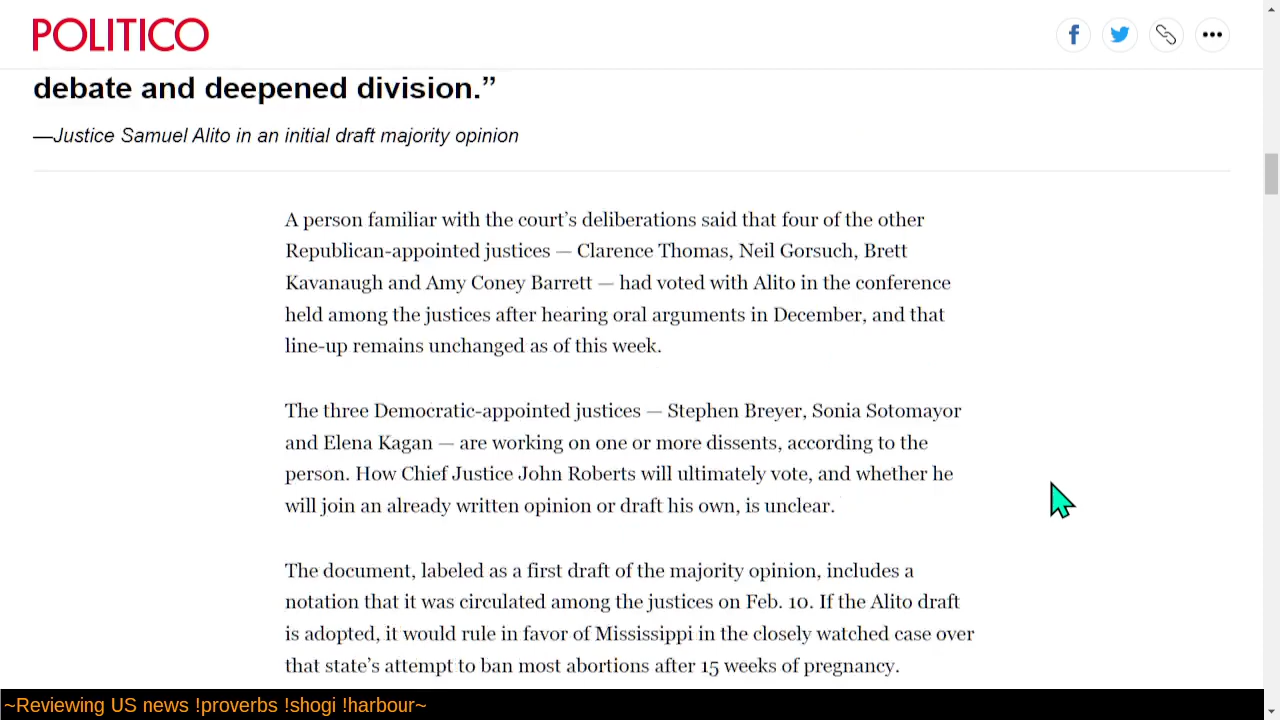 POLITICO
debate and deepened division.”
—Justice Samuel Alito in an initial draft majority opinion
A person familiar with the court’s deliberations said that four of the other
Republican-appointed justices — Clarence Thomas, Neil Gorsuch, Brett
Kavanaugh and Amy Coney Barrett — had voted with Alito in the conference
held among the justices after hearing oral arguments in December, and that
line-up remains unchanged as of this week.
The three Democratic-appointed justices — Stephen Breyer, Sonia Sotomayor
and Elena Kagan — are working on one or more dissents, according to the
person. How Chief Justice John Roberts will ultimately vote, and whether he
will join an already written opinion or draft his own, is unclear.
The document, labeled as a first draft of the majority opinion, includes a
notation that it was circulated among the justices on Feb. 10. If the Alito draft
is adopted, it would rule in favor of Mississippi in the closely watched case over
that state’s attempt to ban most abortions after 15 weeks of pregnancy.
~Reviewing US news !proverbs !shogi !harbour~